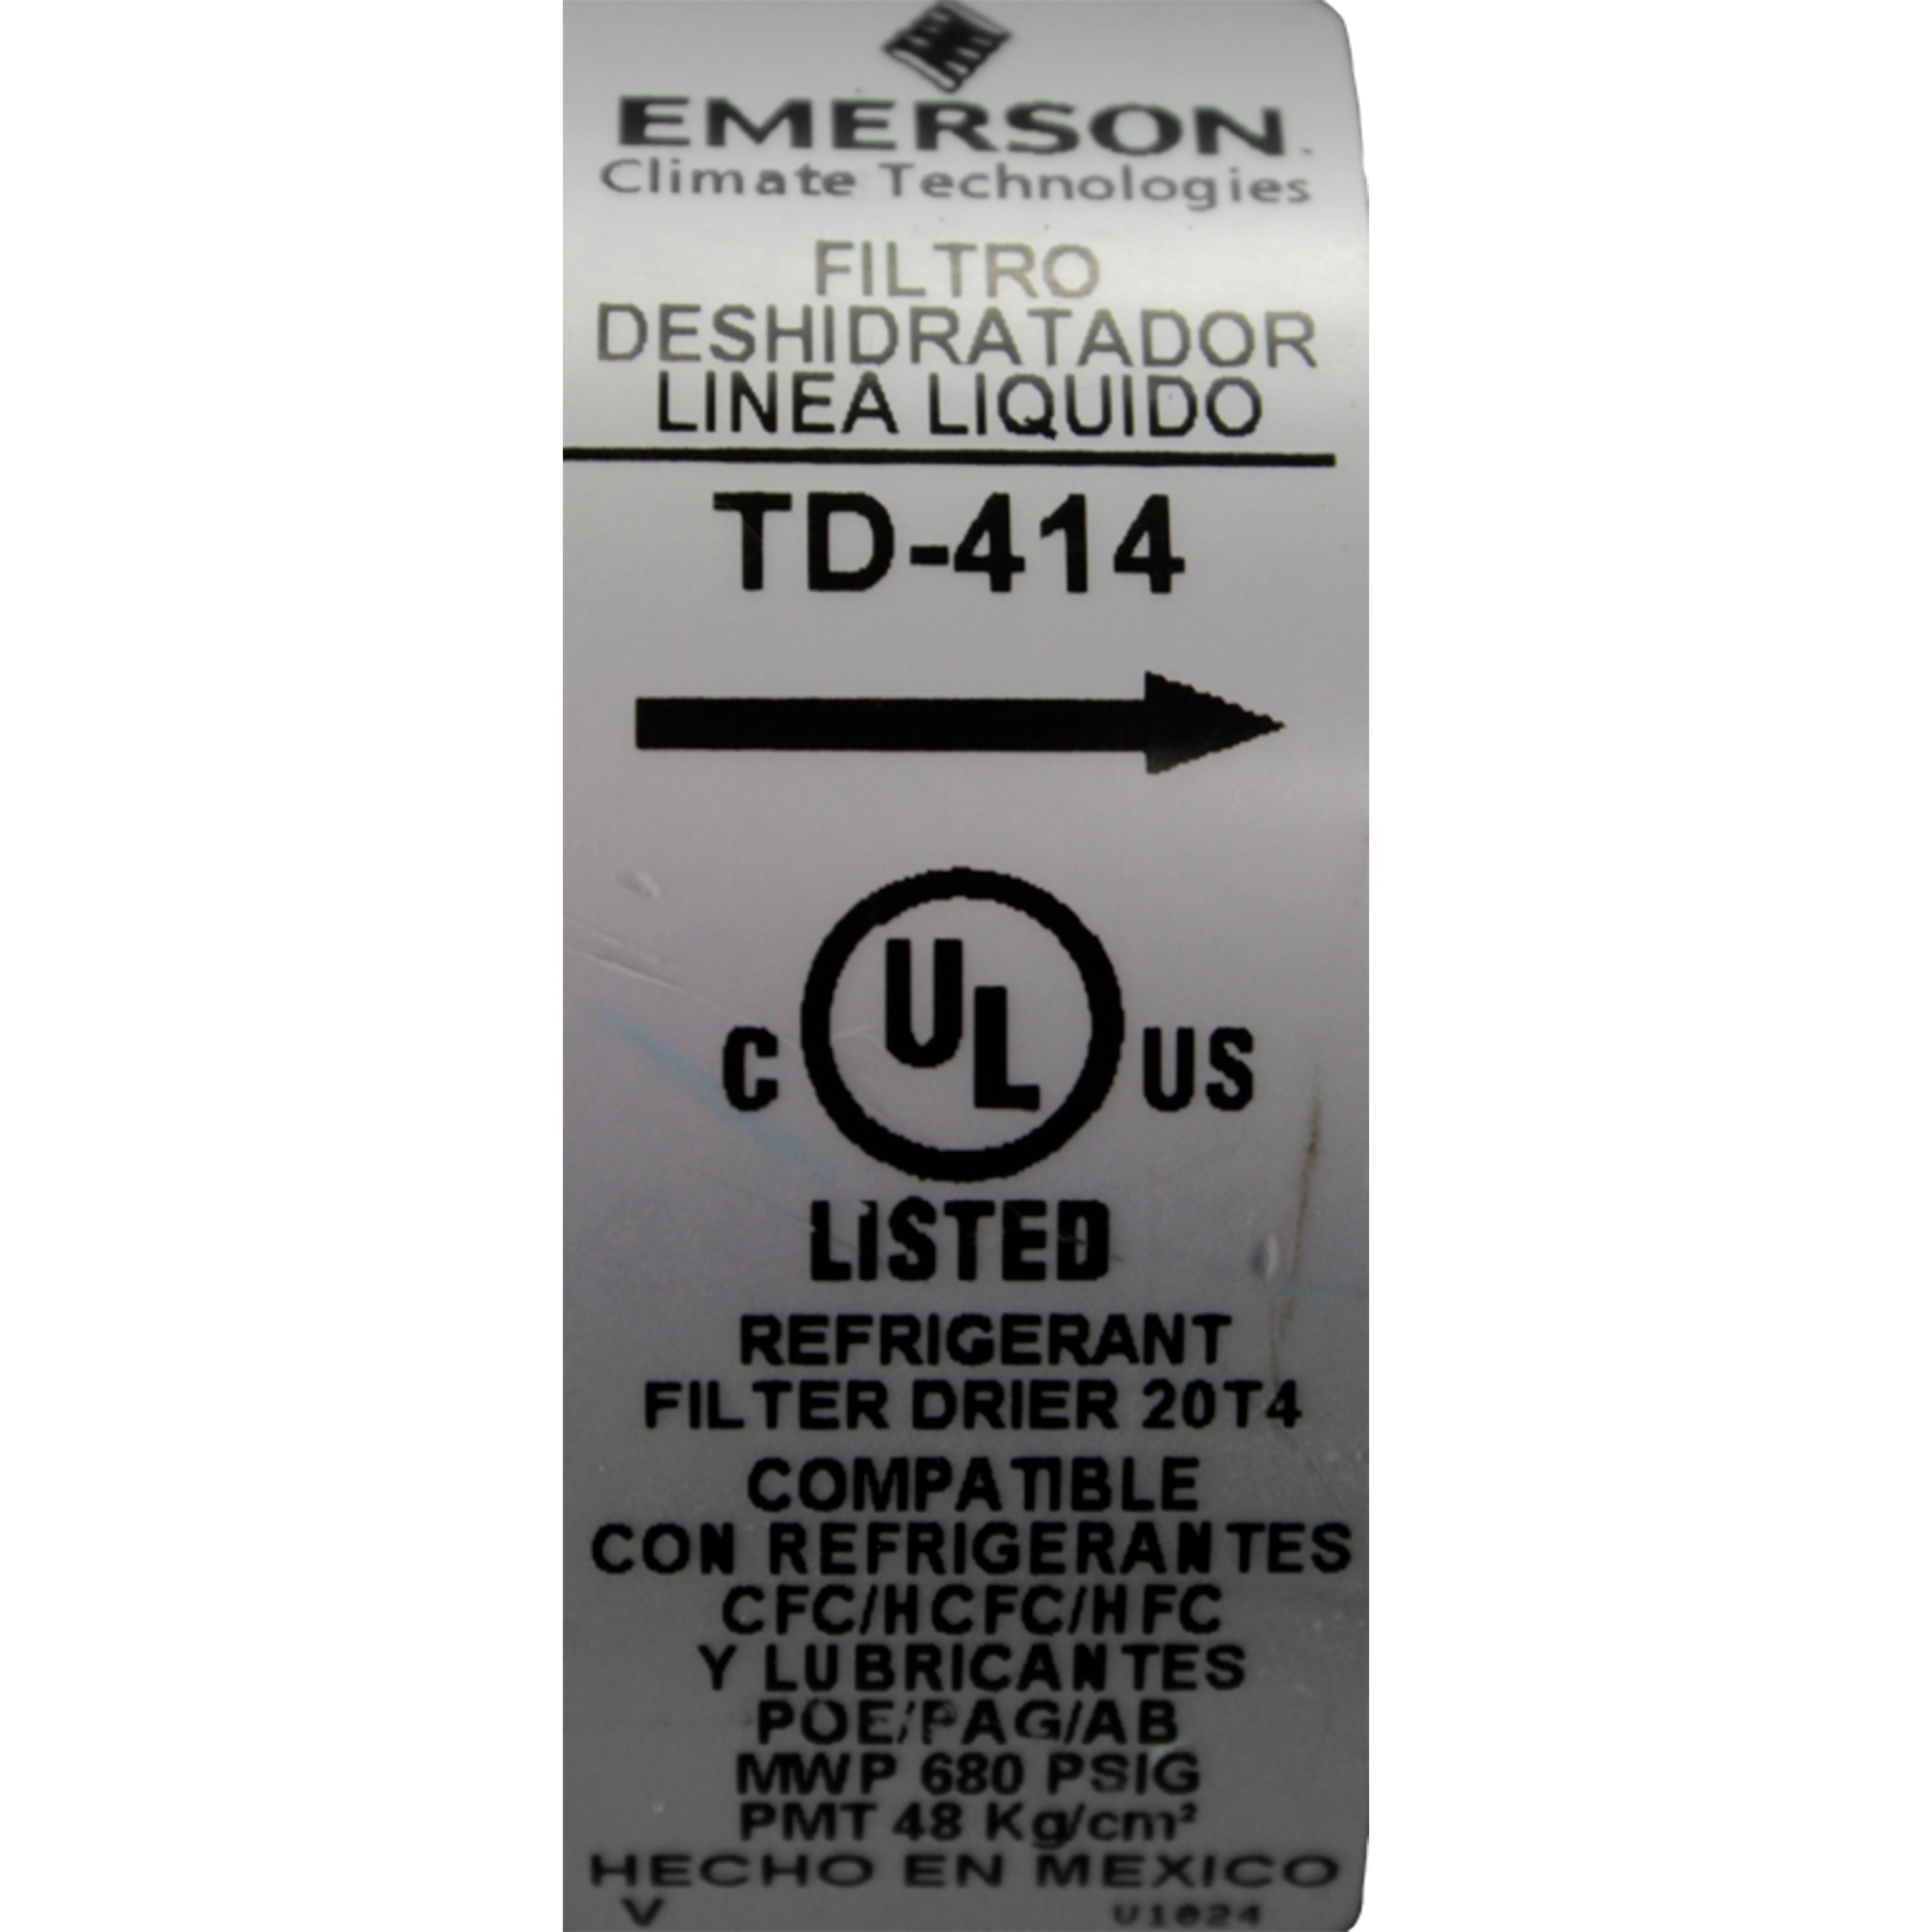 EMERSON
Climate Technologies
FILTRO
DESHIDRATADOR
LINEA LIQUIDO
TD-414
C UL US
LISTED
REFRIGERANT
FILTER DRIER 20T4
COMPATIBLE
CON REFRIGERANTES
CFC/HCFC/HFC
Y LUBRICANTES
POE/PAG/AB
MWP 680 PSIG
PMT 48 Kg/cm²
HECHO EN MEXICO
V U1024